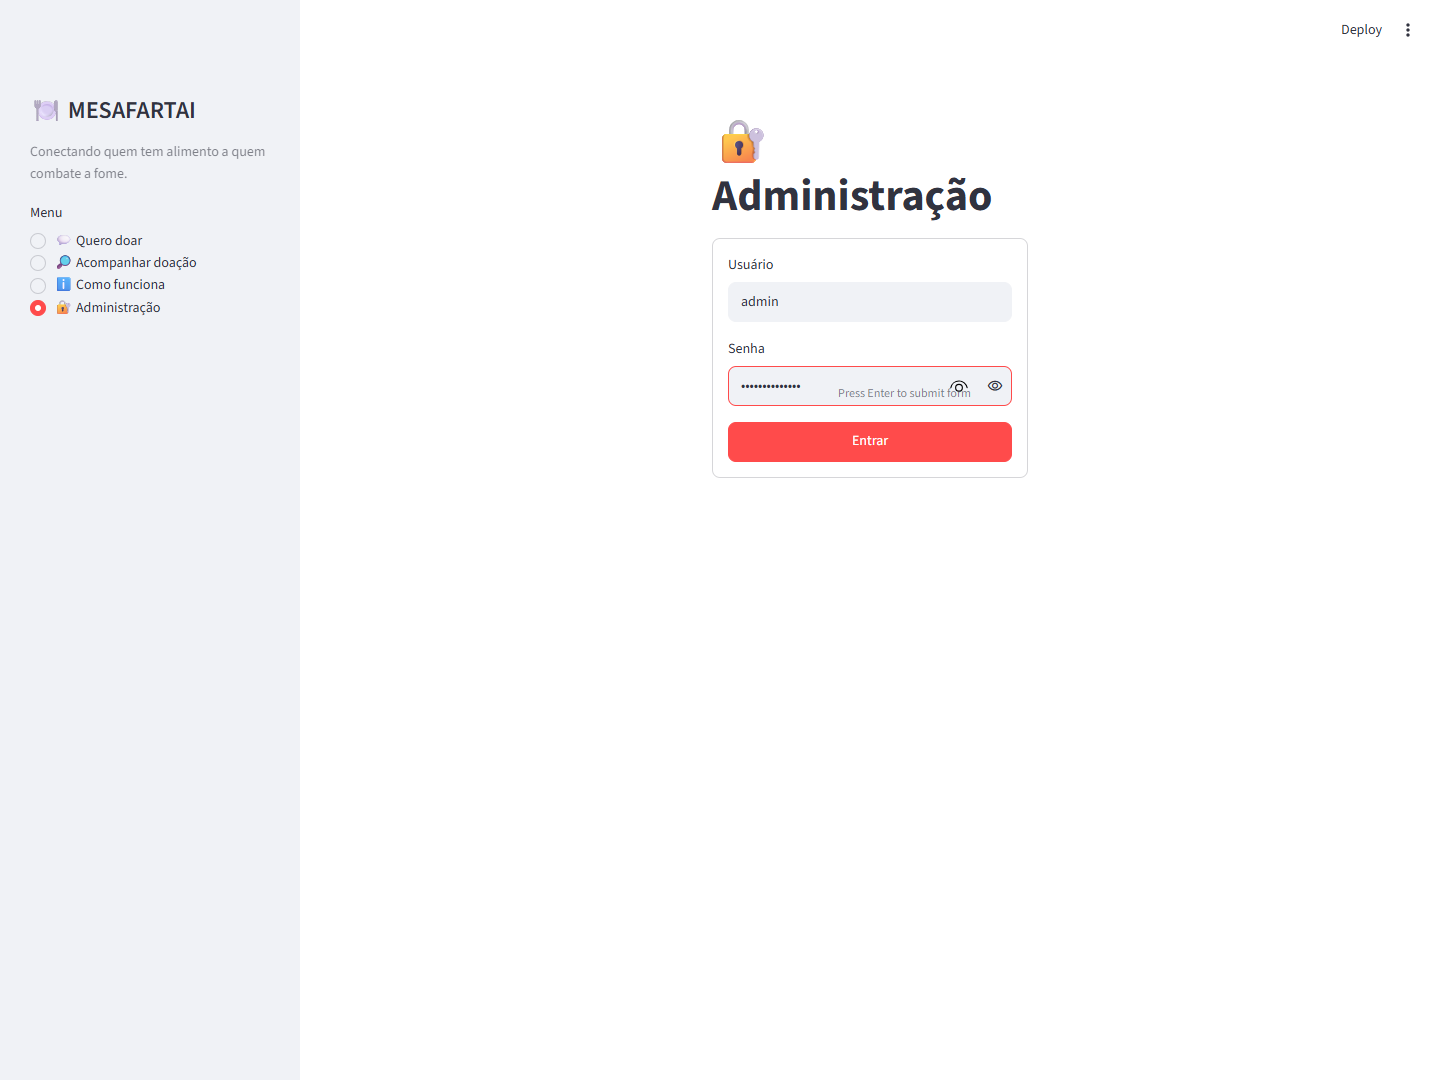 Deploy
MESAFARTAI
Conectando quem tem alimento a quem
combate a fome.
Menu
Quero doar
Acompanhar doação
Como funciona
Administração
Administração
Usuário
admin
Senha
••••••••••••••
Press Enter to submit form
Entrar